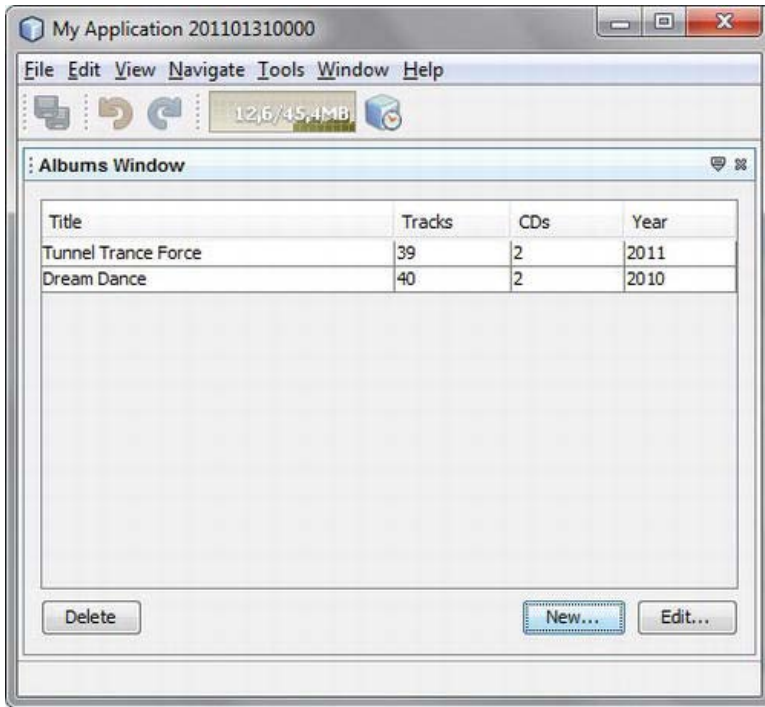 My Application 201101310000
File Edit View Navigate Tools Window Help
12,6/45,4MB
Albums Window
Title Tracks CDs Year
Tunnel Trance Force 39 2 2011
Dream Dance 40 2 2010
Delete New... Edit...